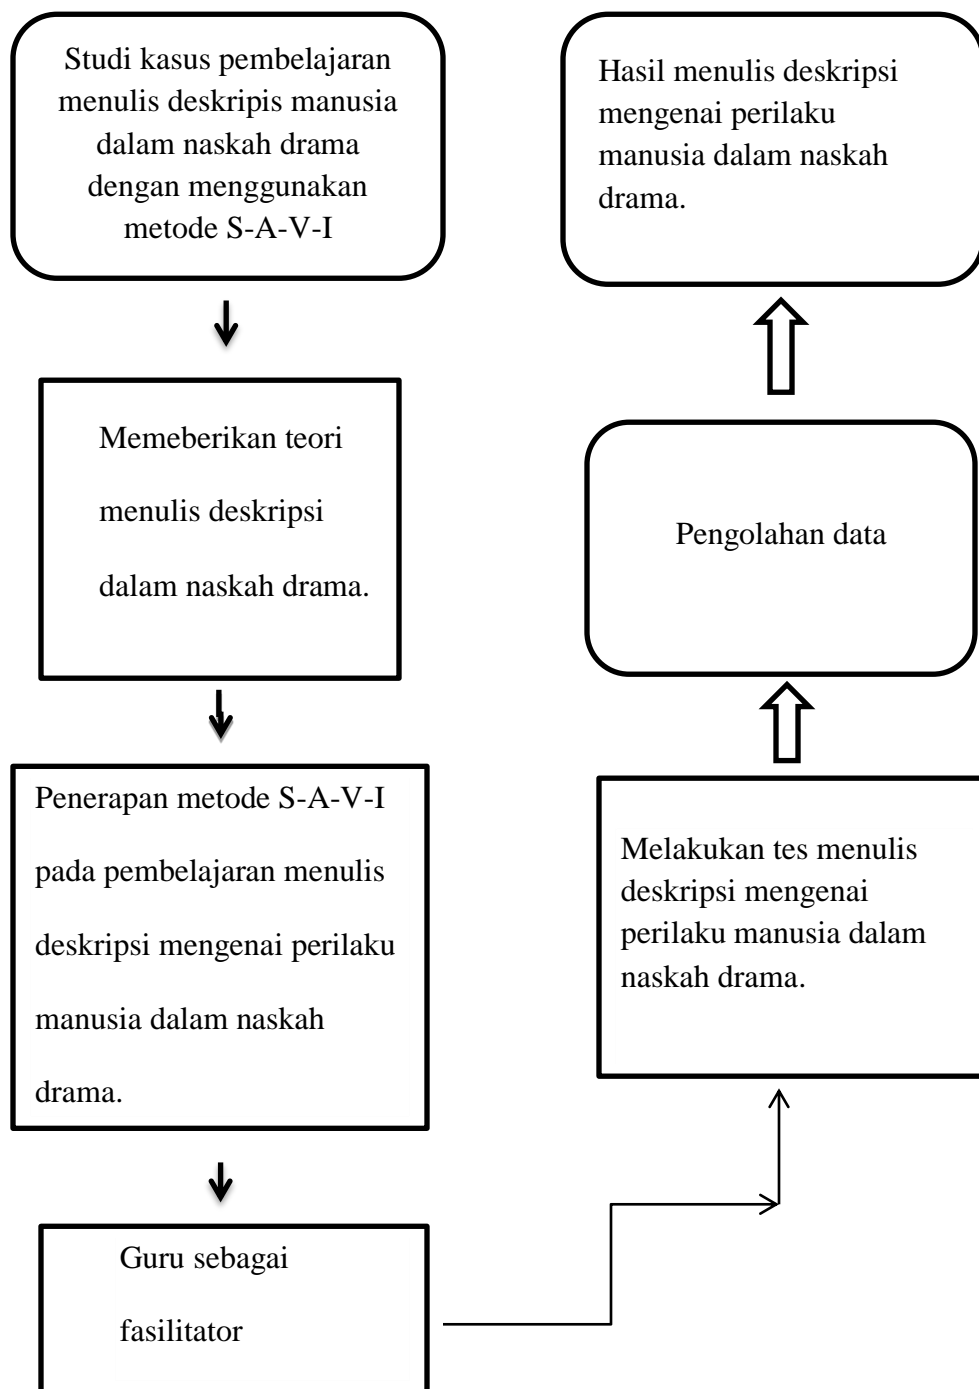 Studi kasus pembelajaran
menulis deskripis manusia
dalam naskah drama
dengan menggunakan
metode S-A-V-I
Memeberikan teori
menulis deskripsi
dalam naskah drama.
Penerapan metode S-A-V-I
pada pembelajaran menulis
deskripsi mengenai perilaku
manusia dalam naskah
drama.
Guru sebagai
fasilitator
Melakukan tes menulis
deskripsi mengenai
perilaku manusia dalam
naskah drama.
Pengolahan data
Hasil menulis deskripsi
mengenai perilaku
manusia dalam naskah
drama.